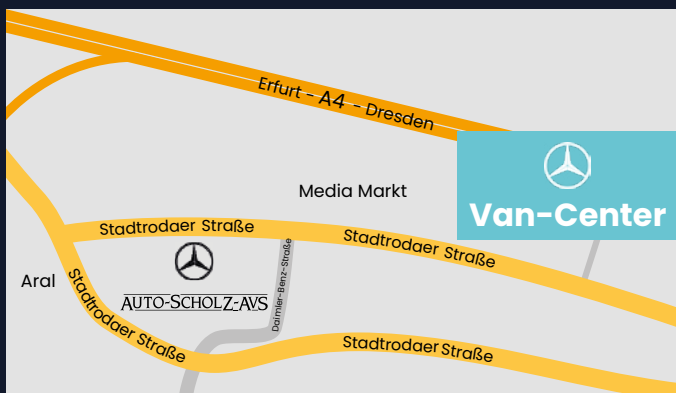 Erfurt - A4 - Dresden
Media Markt
Van-Center
Stadtrodaer Straße
Stadtrodaer Straße
Aral
Stadtrodaer Straße
AUTO-SCHOLZ-AVS
Daimler-Benz-Straße
Stadtrodaer Straße